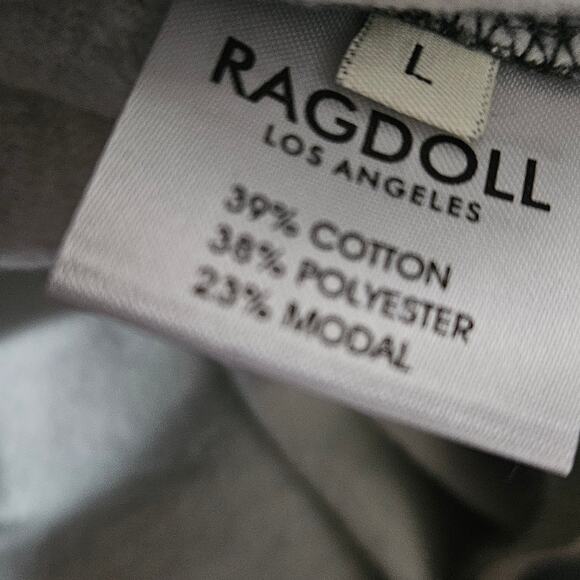 L
RAGDOLL
LOS ANGELES
39% COTTON
38% POLYESTER
23% MODAL